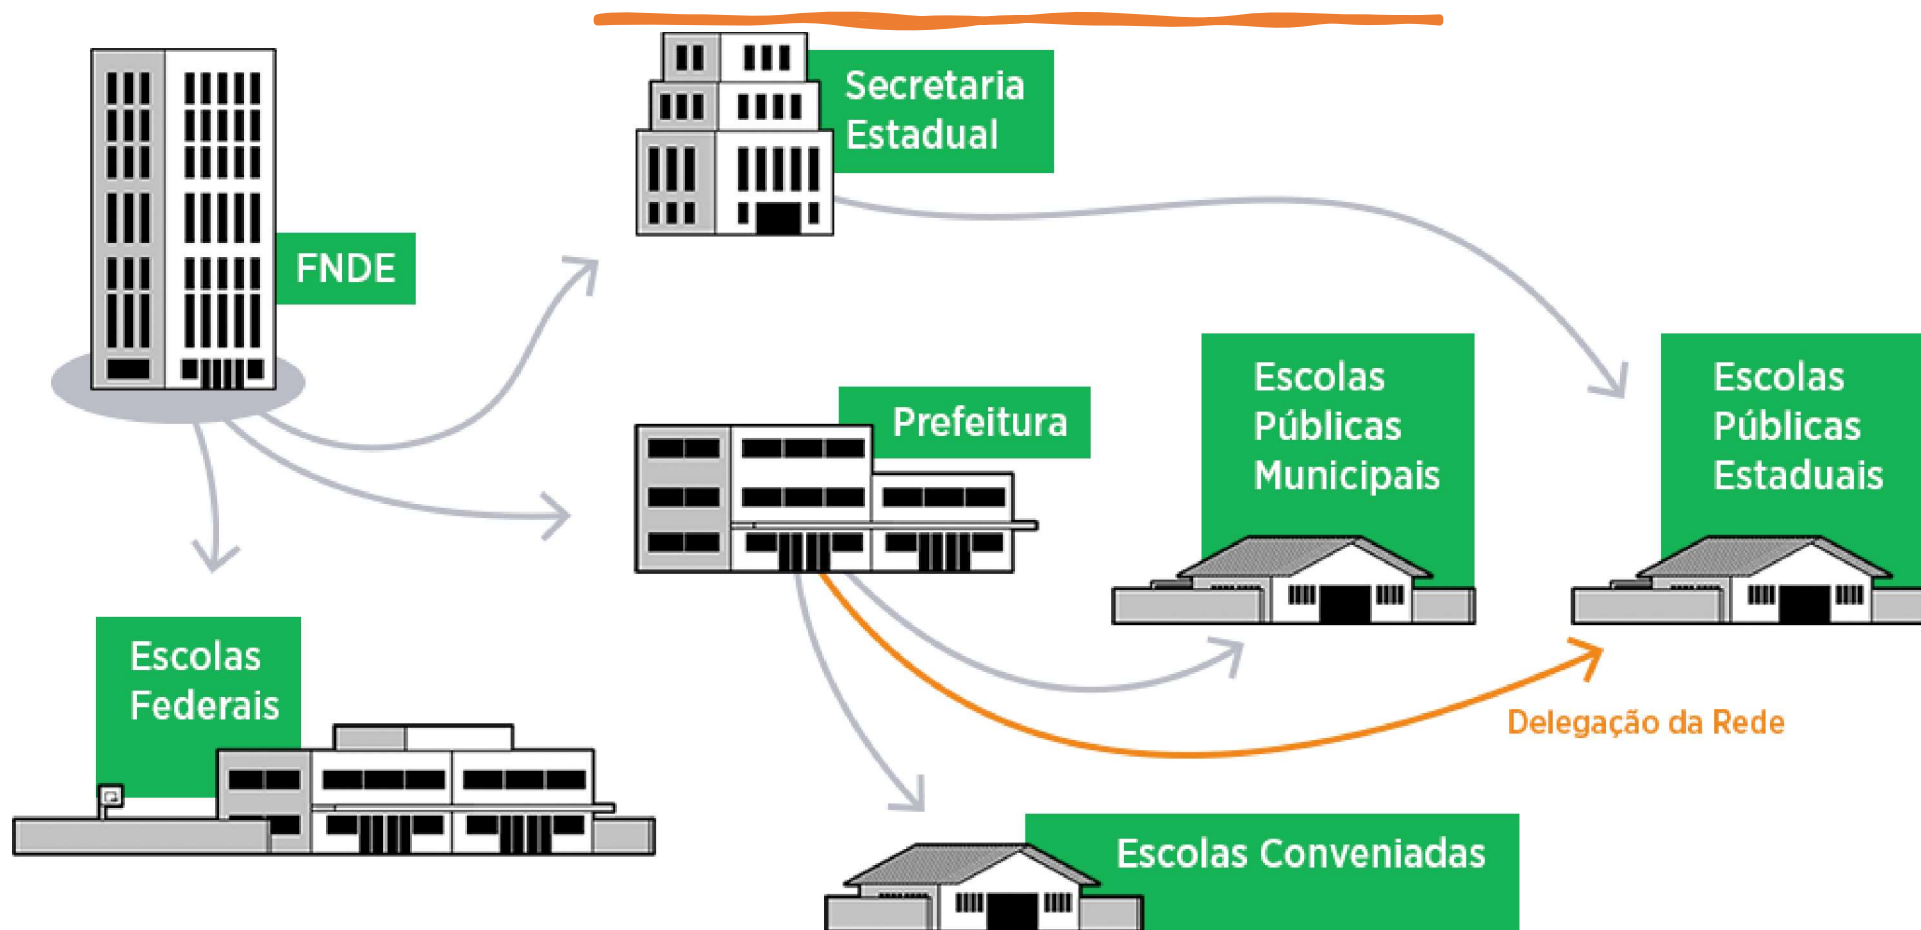 Secretaria
Estadual
FNDE
Prefeitura
Escolas
Públicas
Municipais
Escolas
Públicas
Estaduais
Escolas
Federais
Delegação da Rede
Escolas Conveniadas